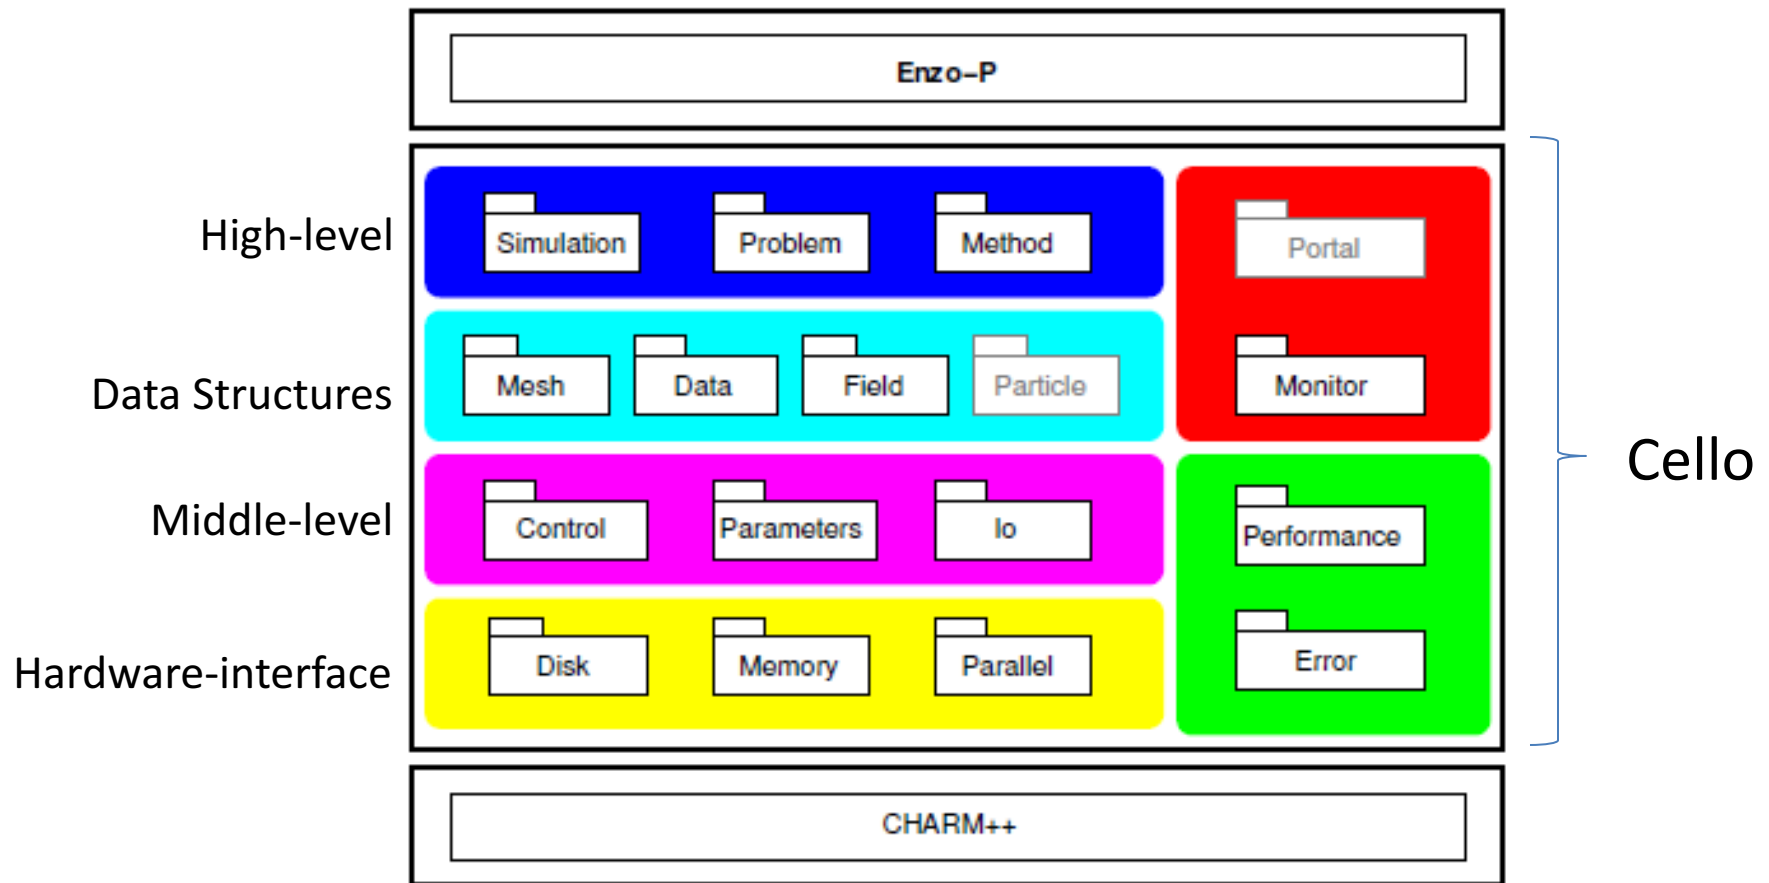 Enzo-P
High-level
Simulation
Problem
Method
Portal
Data Structures
Mesh
Data
Field
Particle
Monitor
Cello
Middle-level
Control
Parameters
Io
Performance
Hardware-interface
Disk
Memory
Parallel
Error
CHARM++